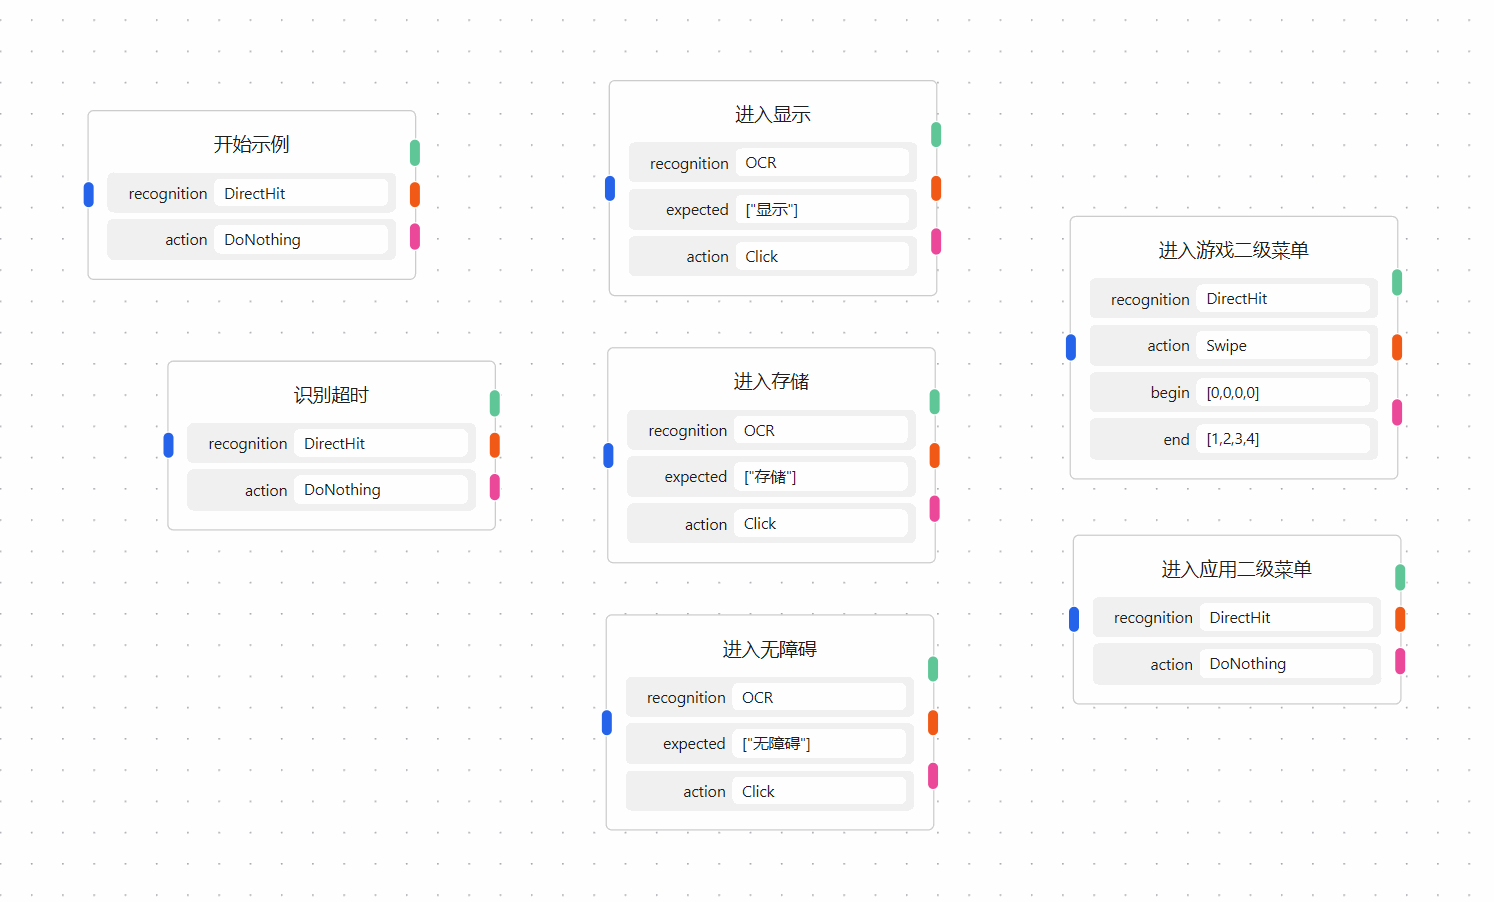 开始示例
recognition DirectHit
action DoNothing
识别超时
recognition DirectHit
action DoNothing
进入显示
recognition OCR
expected ["显示"]
action Click
进入存储
recognition OCR
expected ["存储"]
action Click
进入无障碍
recognition OCR
expected ["无障碍"]
action Click
进入游戏二级菜单
recognition DirectHit
action Swipe
begin [0,0,0,0]
end [1,2,3,4]
进入应用二级菜单
recognition DirectHit
action DoNothing